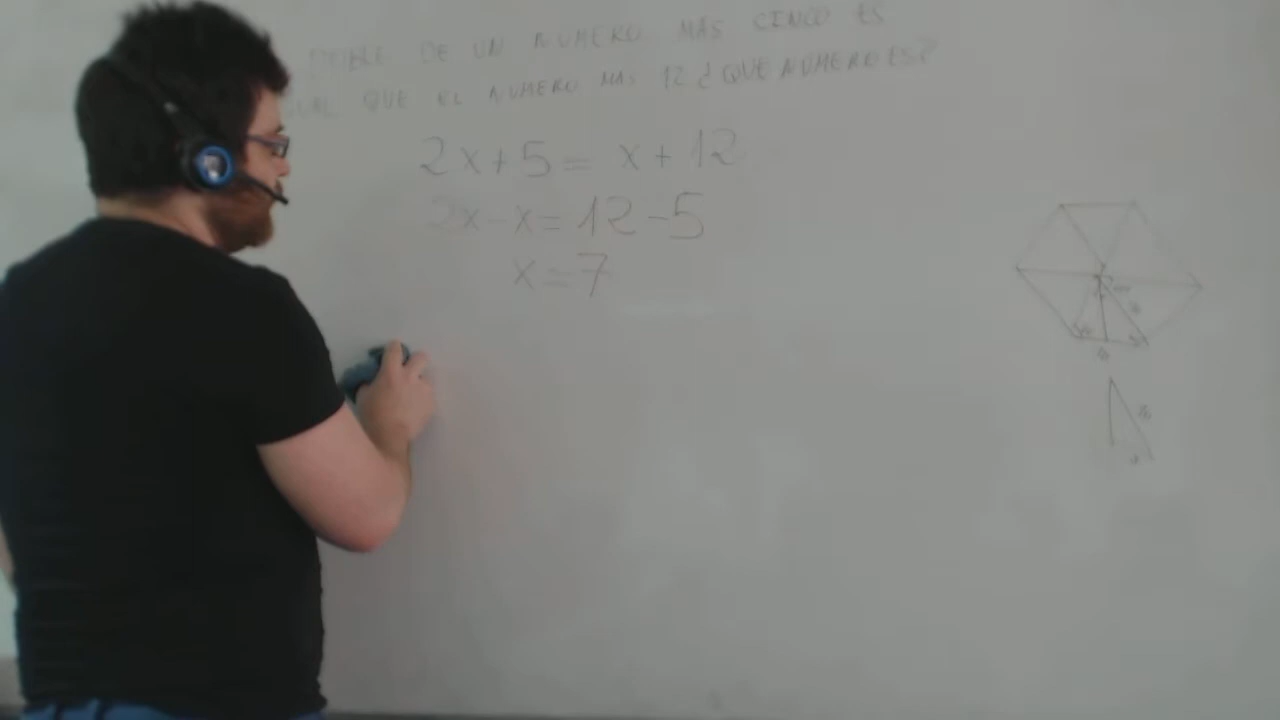 DOBLE DE UN NUMERO MAS CINCO ES
QUE EL NUMERO MAS 12 ¿QUE NUMERO ES?
2x+5= x+12
2x-x=12-5
x=7